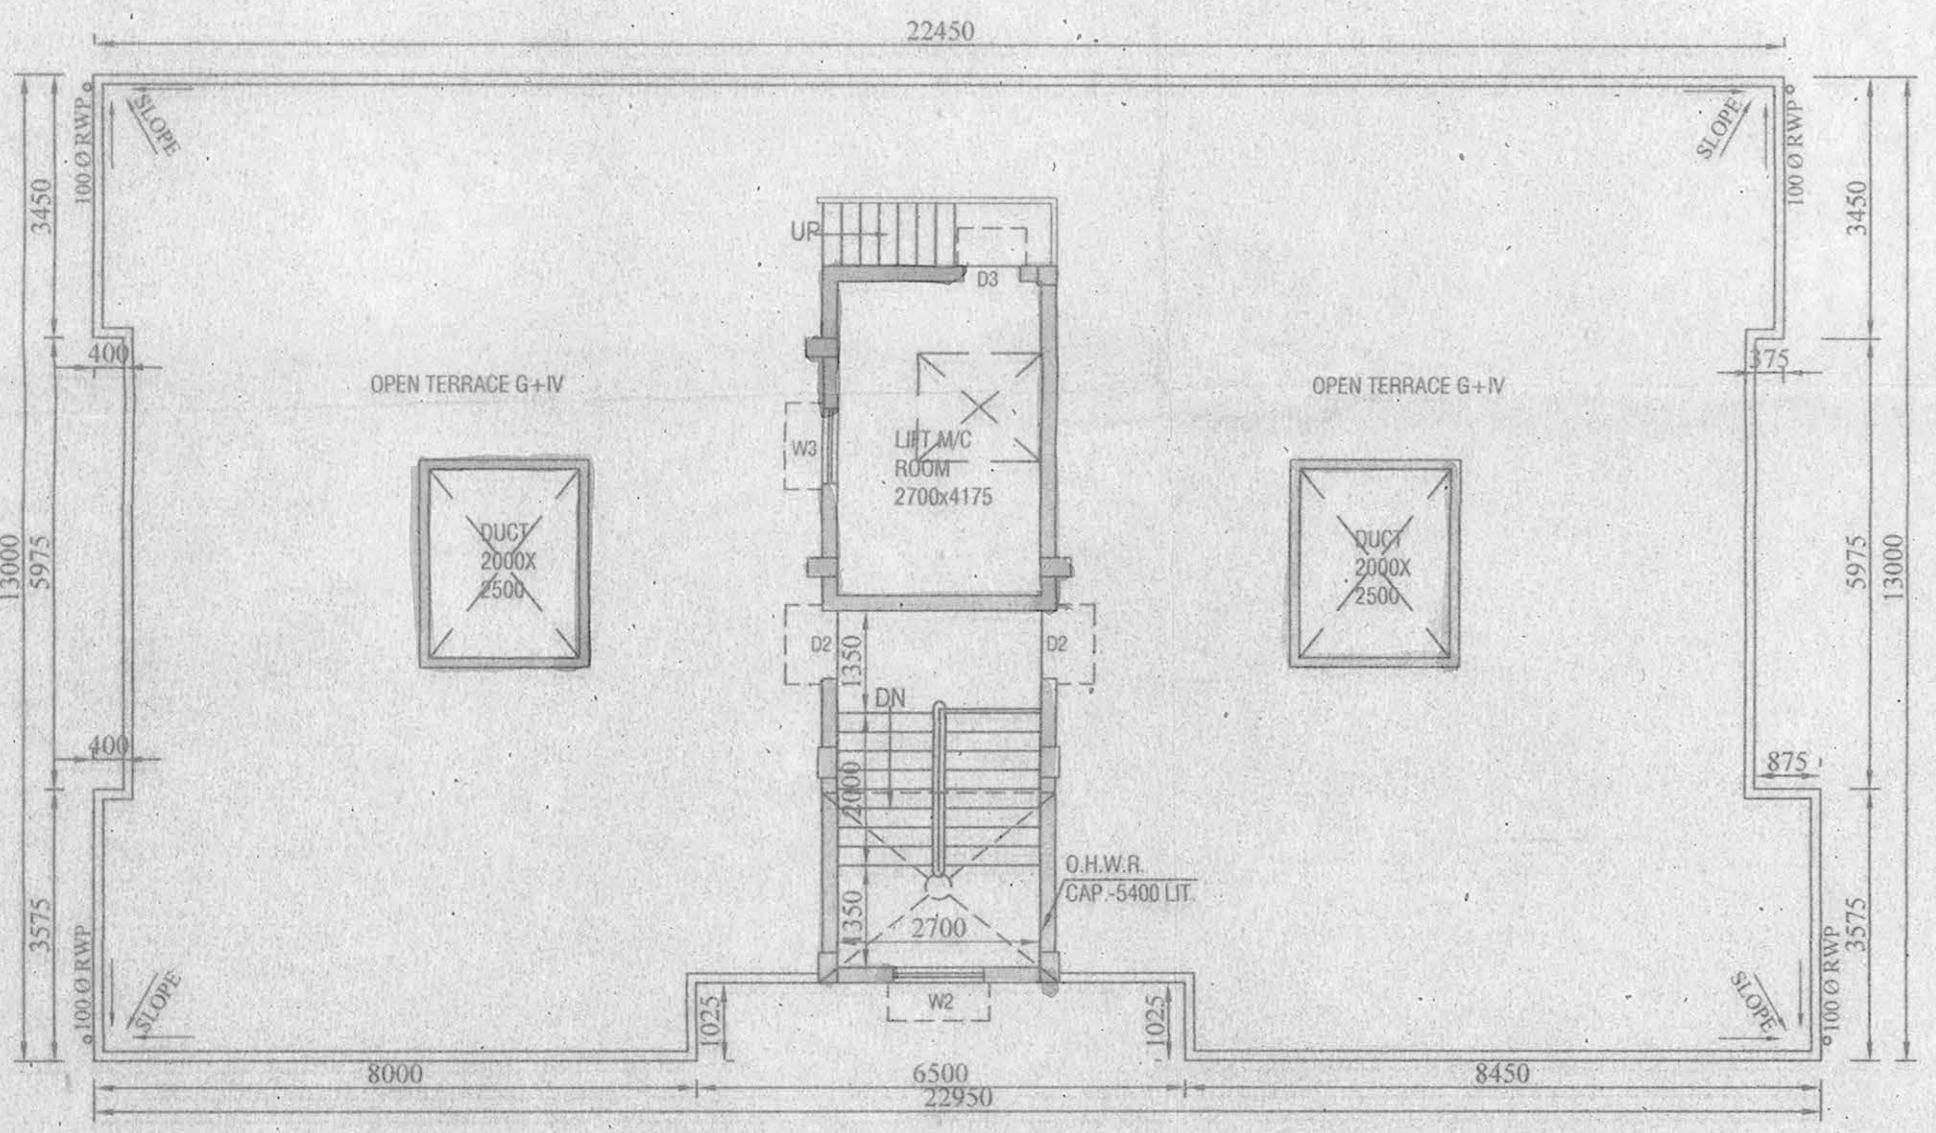 22450
100 Ø RWP
SLOPE
SLOPE
100 Ø RWP
3450
3450
UP
D3
400
375
OPEN TERRACE G+IV
OPEN TERRACE G+IV
W3
LIFT M/C
ROOM
2700x4175
DUCT
2000X
2500
DUCT
2000X
2500
13000
5975
5975
13000
D2
1350
D2
DN
400
875
2000
O.H.W.R.
CAP.-5400 LIT.
1350
2700
3575
3575
100 Ø RWP
SLOPE
SLOPE
100 Ø RWP
1025
W2
1025
8000
6500
8450
22950